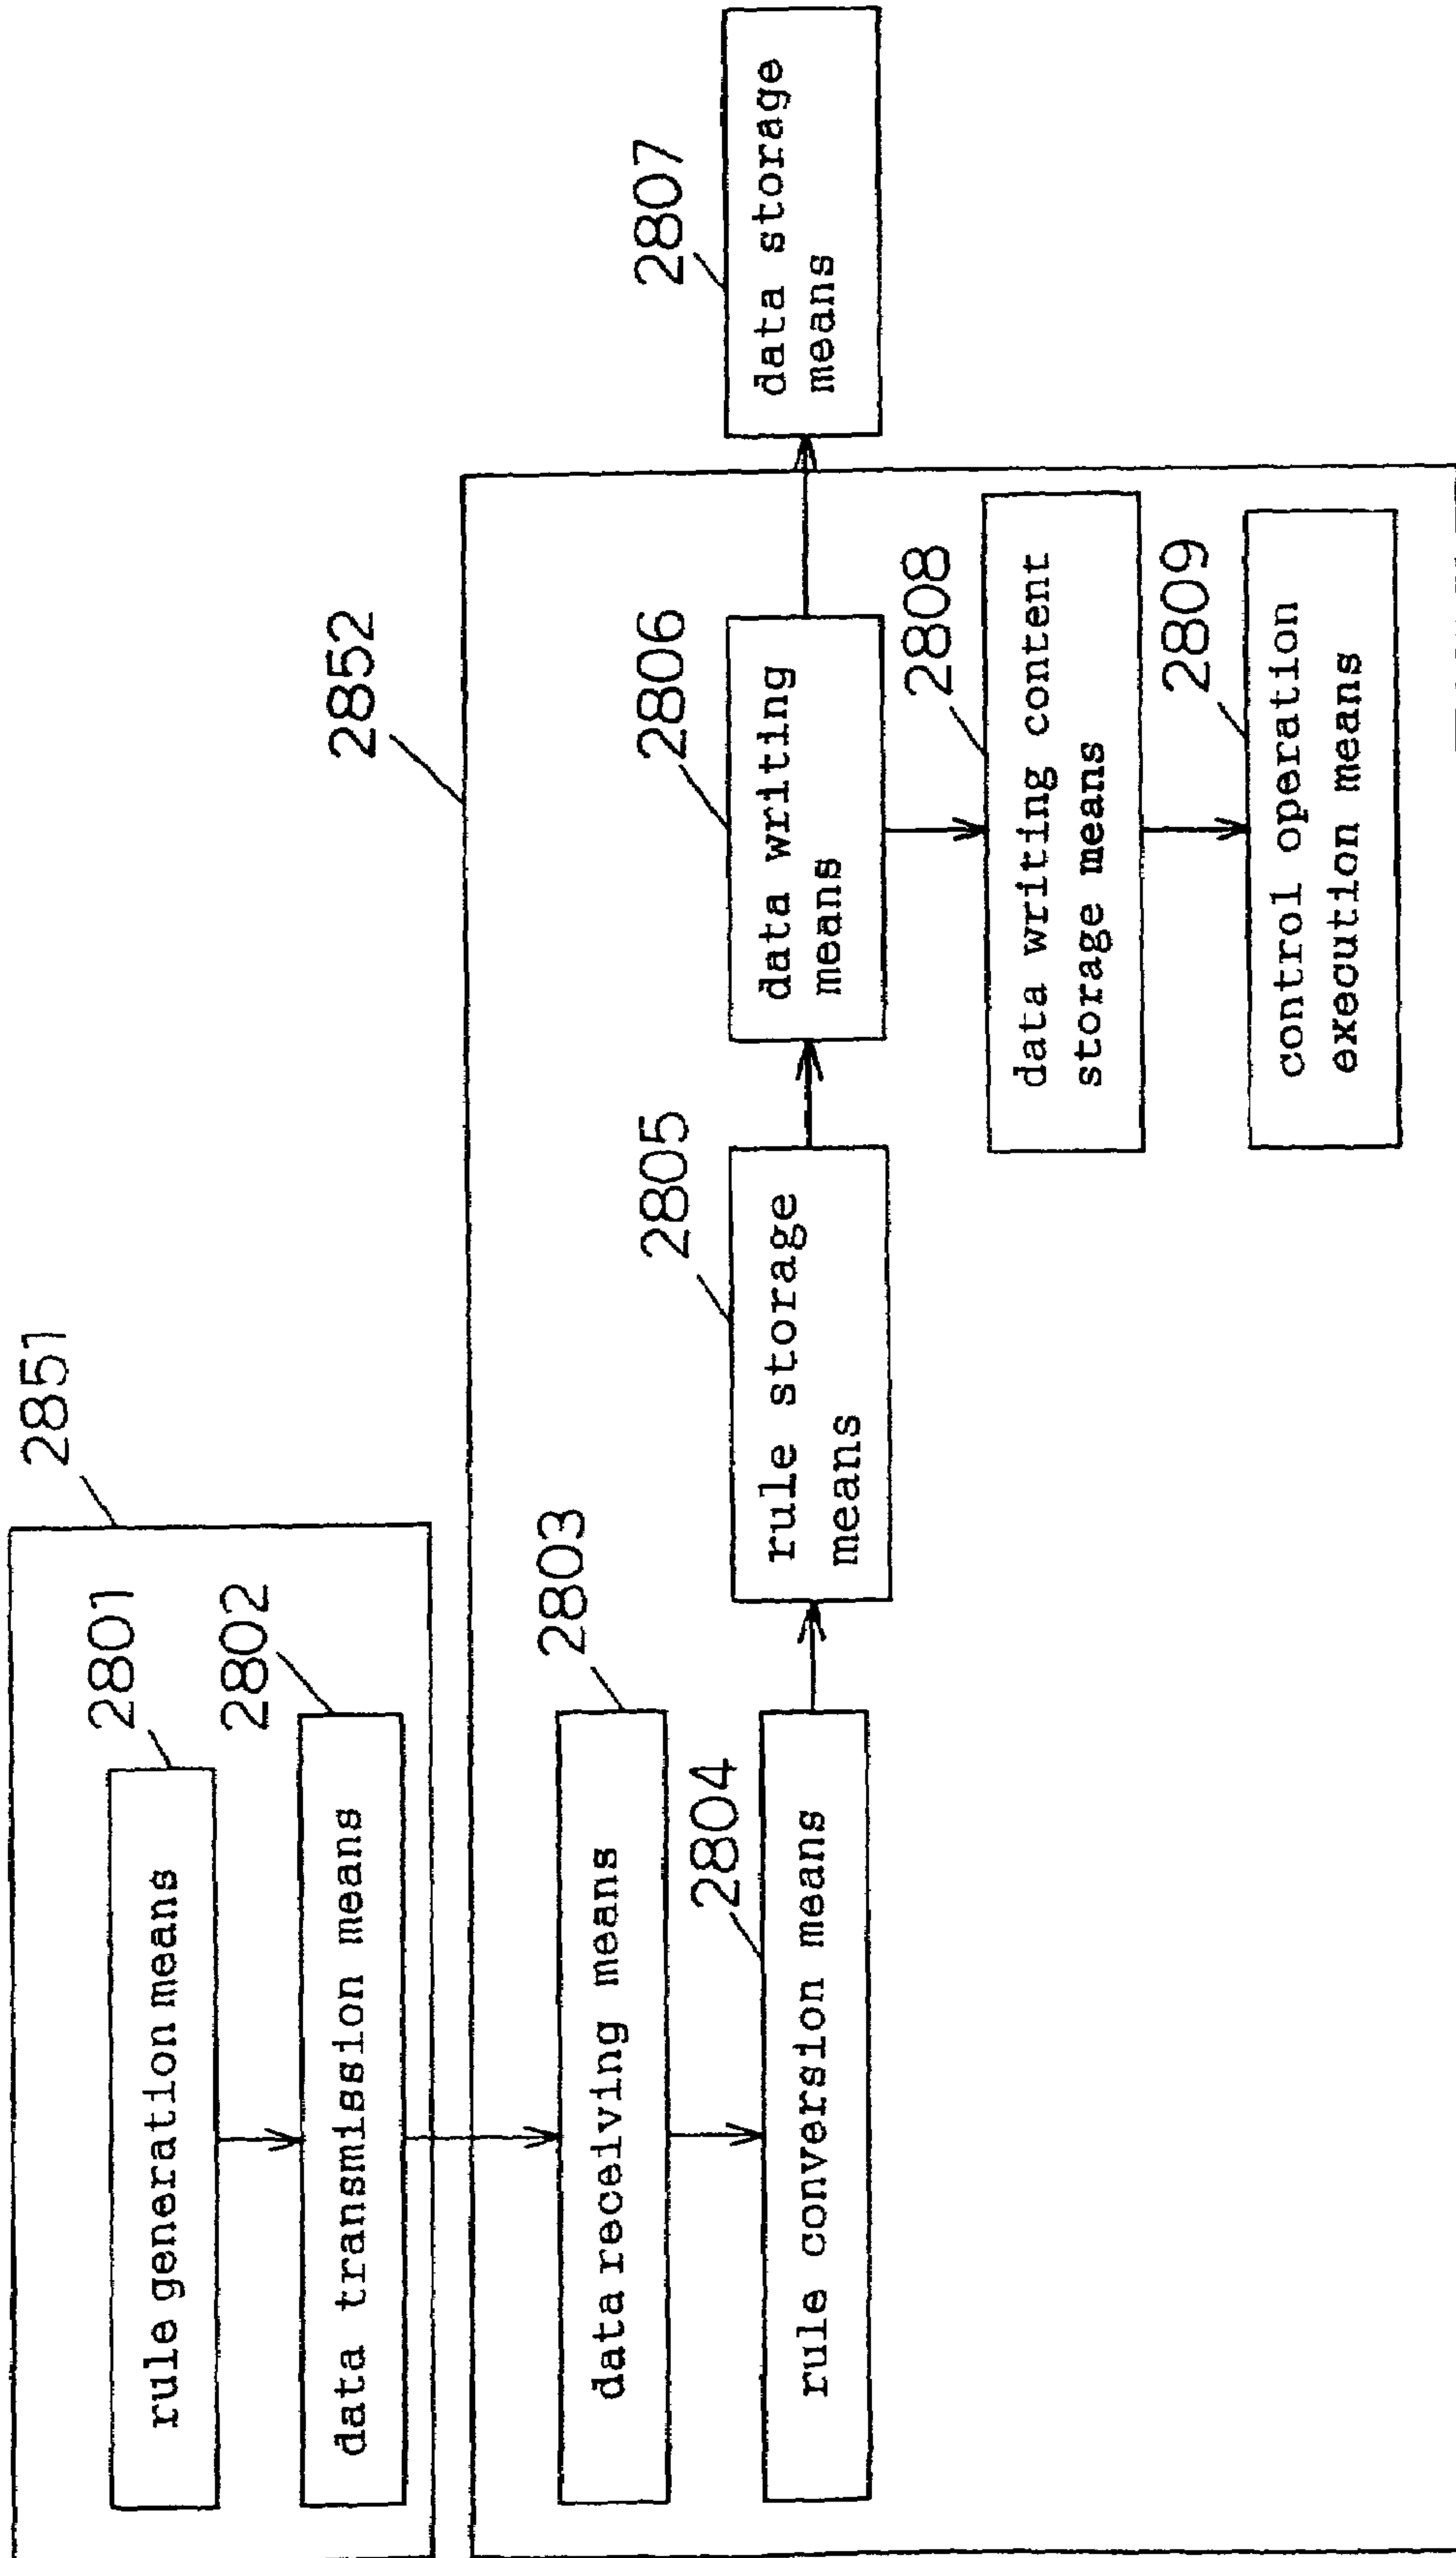 2851
2801
rule generation means
2802
data transmission means
2852
2803
data receiving means
2804
rule conversion means
2805
rule storage
means
2806
data writing
means
2807
data storage
means
2808
data writing content
storage means
2809
control operation
execution means